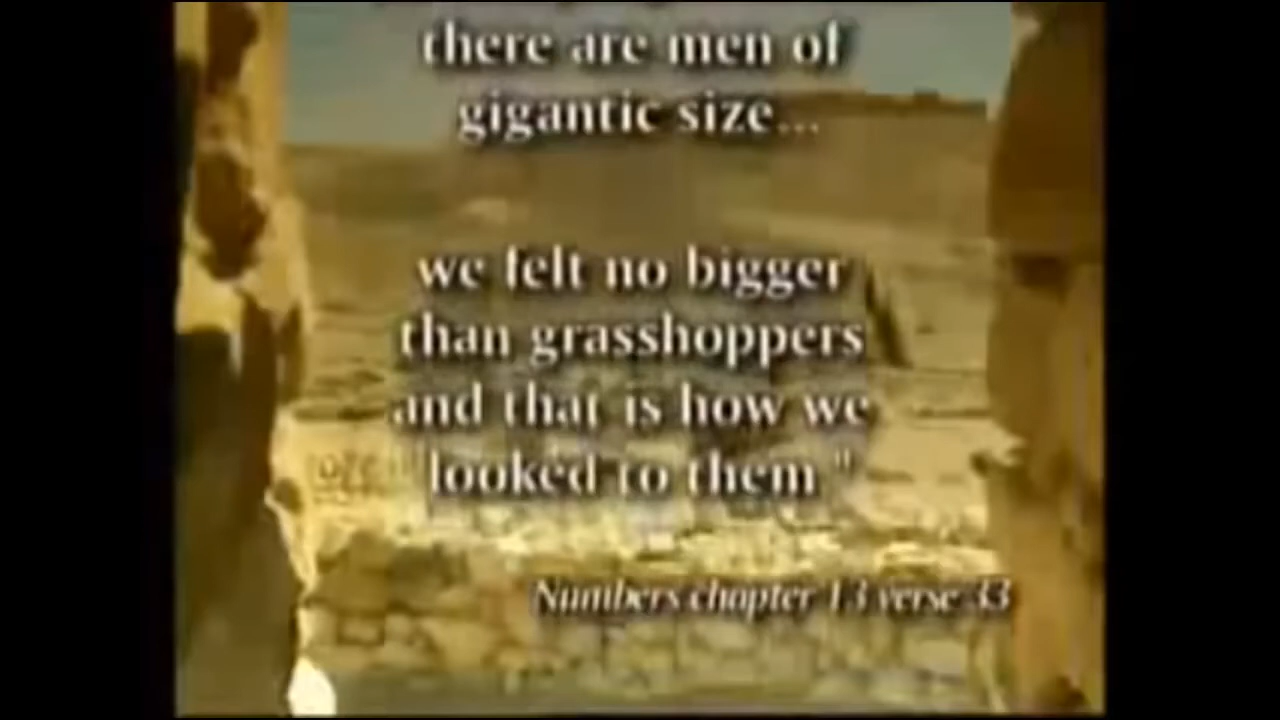 there are men of
gigantic size...
we felt no bigger
than grasshoppers
and that is how we
looked to them."
Numbers chapter 13 verse 33